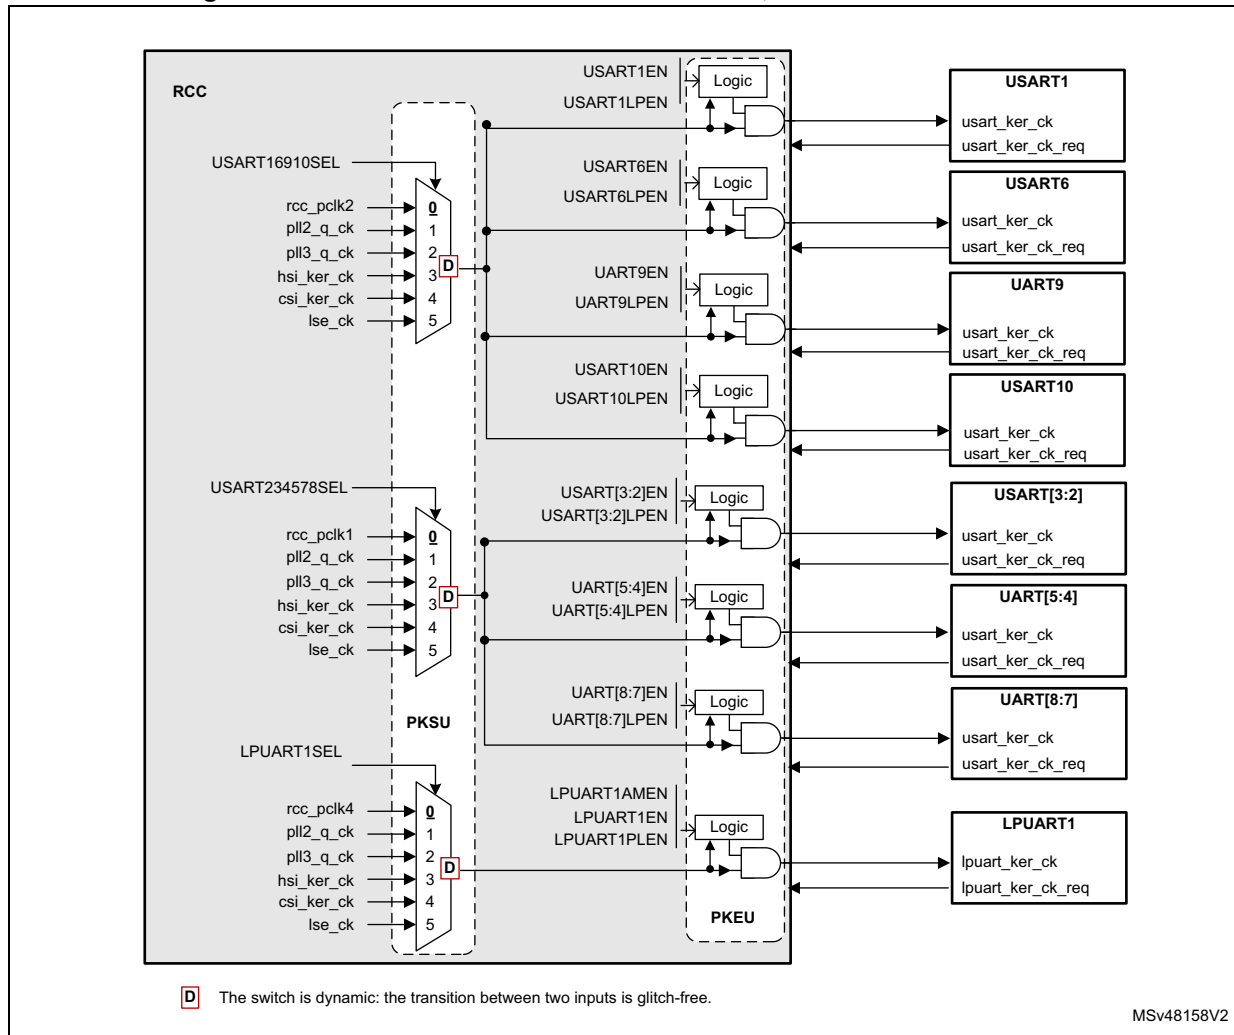 RCC
USART16910SEL
rcc_pclk2
pll2_q_ck
pll3_q_ck
hsi_ker_ck
csi_ker_ck
lse_ck
0
1
2
3
4
5
D
USART1EN
USART1LPEN
Logic
USART1
usart_ker_ck
usart_ker_ck_req
USART6EN
USART6LPEN
Logic
USART6
usart_ker_ck
usart_ker_ck_req
UART9EN
UART9LPEN
Logic
UART9
usart_ker_ck
usart_ker_ck_req
USART10EN
USART10LPEN
Logic
USART10
usart_ker_ck
usart_ker_ck_req
USART234578SEL
rcc_pclk1
pll2_q_ck
pll3_q_ck
hsi_ker_ck
csi_ker_ck
lse_ck
0
1
2
3
4
5
D
USART[3:2]EN
USART[3:2]LPEN
Logic
USART[3:2]
usart_ker_ck
usart_ker_ck_req
UART[5:4]EN
UART[5:4]LPEN
Logic
UART[5:4]
usart_ker_ck
usart_ker_ck_req
UART[8:7]EN
UART[8:7]LPEN
Logic
UART[8:7]
usart_ker_ck
usart_ker_ck_req
PKSU
LPUART1SEL
rcc_pclk4
pll2_q_ck
pll3_q_ck
hsi_ker_ck
csi_ker_ck
lse_ck
0
1
2
3
4
5
D
LPUART1AMEN
LPUART1EN
LPUART1PLEN
Logic
LPUART1
lpuart_ker_ck
lpuart_ker_ck_req
PKEU
D The switch is dynamic: the transition between two inputs is glitch-free.
MSv48158V2